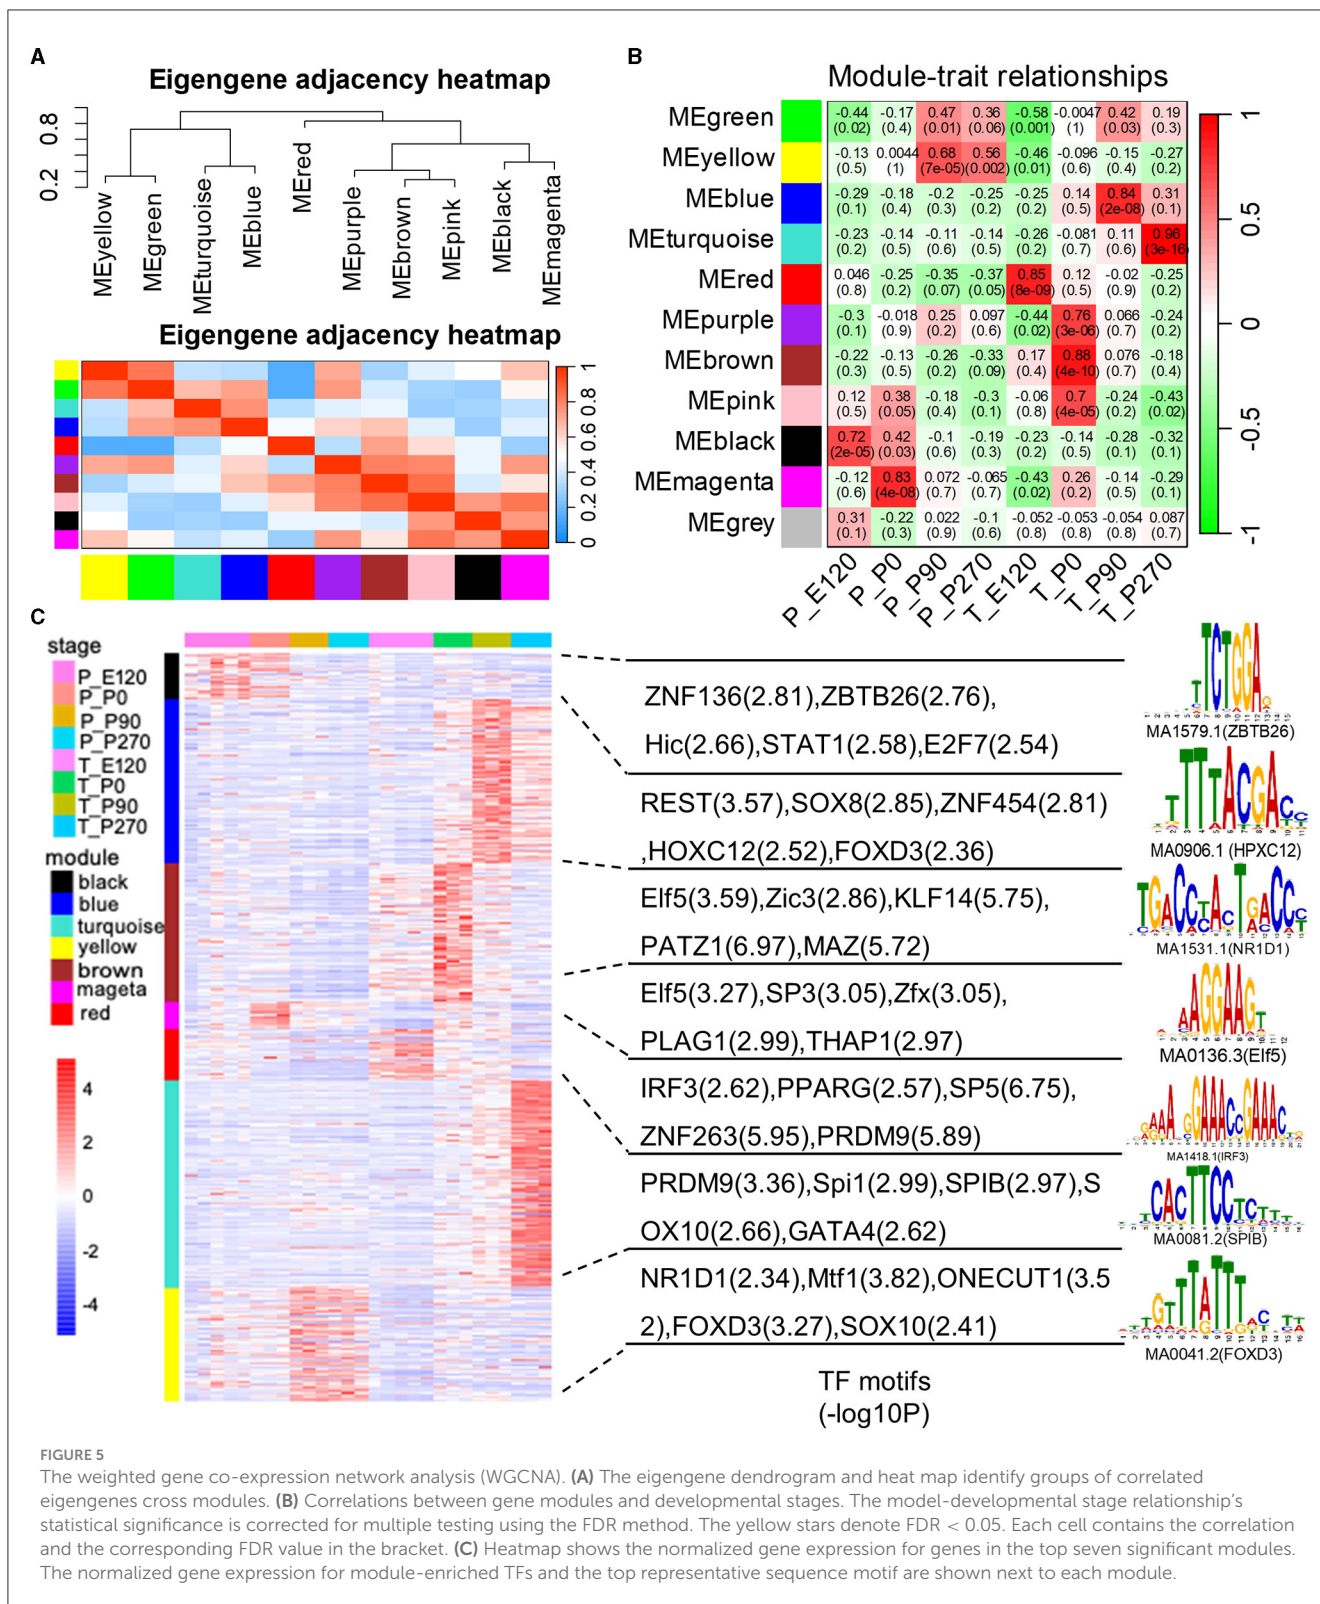 A
Eigengene adjacency heatmap
0.8
0.2
MEyellow
MEgreen
MEturquoise
MEblue
MEred
MEpurple
MEbrown
MEpink
MEblack
MEmagenta
Eigengene adjacency heatmap
1
0.8
0.6
0.4
0.2
0
B
Module-trait relationships
MEgreen -0.44 -0.17 0.47 0.36 -0.58 -0.0047 0.42 0.19
(0.02) (0.4) (0.01) (0.06) (0.001) (1) (0.03) (0.3)
MEyellow -0.13 0.0044 0.68 0.56 -0.46 -0.096 -0.15 -0.27
(0.5) (1) (7e-05) (0.002) (0.01) (0.6) (0.4) (0.2)
MEblue -0.29 -0.18 -0.2 -0.25 -0.25 0.14 0.84 0.31
(0.1) (0.4) (0.3) (0.2) (0.2) (0.5) (2e-08) (0.1)
MEturquoise -0.23 -0.14 -0.11 -0.14 -0.26 -0.081 0.11 0.96
(0.2) (0.5) (0.6) (0.5) (0.2) (0.7) (0.6) (3e-16)
MEred 0.046 -0.25 -0.35 -0.37 0.85 0.12 -0.02 -0.25
(0.8) (0.2) (0.07) (0.05) (8e-09) (0.5) (0.9) (0.2)
MEpurple -0.3 -0.018 0.25 0.097 -0.44 0.76 0.066 -0.24
(0.1) (0.9) (0.2) (0.6) (0.02) (3e-06) (0.7) (0.2)
MEbrown -0.22 -0.13 -0.26 -0.33 0.17 0.88 0.076 -0.18
(0.3) (0.5) (0.2) (0.09) (0.4) (4e-10) (0.7) (0.4)
MEpink 0.12 0.38 -0.18 -0.3 -0.06 0.7 -0.24 -0.43
(0.5) (0.05) (0.4) (0.1) (0.8) (4e-05) (0.2) (0.02)
MEblack 0.72 0.42 -0.1 -0.19 -0.23 -0.14 -0.28 -0.32
(2e-05) (0.03) (0.6) (0.3) (0.2) (0.5) (0.1) (0.1)
MEmagenta -0.12 0.83 0.072 -0.065 -0.43 0.26 -0.14 -0.29
(0.6) (4e-08) (0.7) (0.7) (0.02) (0.2) (0.5) (0.1)
MEgrey 0.31 -0.22 0.022 -0.1 -0.052 -0.053 -0.054 0.087
(0.1) (0.3) (0.9) (0.6) (0.8) (0.8) (0.8) (0.7)
P_E120 P_P0 P_P90 P_P270 T_E120 T_P0 T_P90 T_P270
1
0.5
0
-0.5
-1
C
stage
P_E120
P_P0
P_P90
P_P270
T_E120
T_P0
T_P90
T_P270
module
black
blue
turquoise
yellow
brown
mageta
red
4
2
0
-2
-4
ZNF136(2.81),ZBTB26(2.76),
Hic(2.66),STAT1(2.58),E2F7(2.54)
REST(3.57),SOX8(2.85),ZNF454(2.81)
,HOXC12(2.52),FOXD3(2.36)
Elf5(3.59),Zic3(2.86),KLF14(5.75),
PATZ1(6.97),MAZ(5.72)
Elf5(3.27),SP3(3.05),Zfx(3.05),
PLAG1(2.99),THAP1(2.97)
IRF3(2.62),PPARG(2.57),SP5(6.75),
ZNF263(5.95),PRDM9(5.89)
PRDM9(3.36),Spi1(2.99),SPIB(2.97),S
OX10(2.66),GATA4(2.62)
NR1D1(2.34),Mtf1(3.82),ONECUT1(3.5
2),FOXD3(3.27),SOX10(2.41)
TF motifs
(-log10P)
MA1579.1(ZBTB26)
MA0906.1 (HPXC12)
MA1531.1(NR1D1)
MA0136.3(Elf5)
MA1418.1(IRF3)
MA0081.2(SPIB)
MA0041.2(FOXD3)
FIGURE 5
The weighted gene co-expression network analysis (WGCNA). (A) The eigengene dendrogram and heat map identify groups of correlated
eigengenes cross modules. (B) Correlations between gene modules and developmental stages. The model-developmental stage relationship's
statistical significance is corrected for multiple testing using the FDR method. The yellow stars denote FDR < 0.05. Each cell contains the correlation
and the corresponding FDR value in the bracket. (C) Heatmap shows the normalized gene expression for genes in the top seven significant modules.
The normalized gene expression for module-enriched TFs and the top representative sequence motif are shown next to each module.